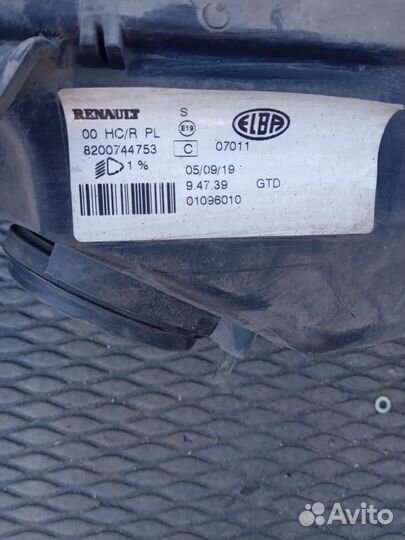 RENAULT S ELBA
00 HC/R PL E19
8200744753 C 07011
1 % 05/09/19
9.47.39 GTD
01096010
Avito